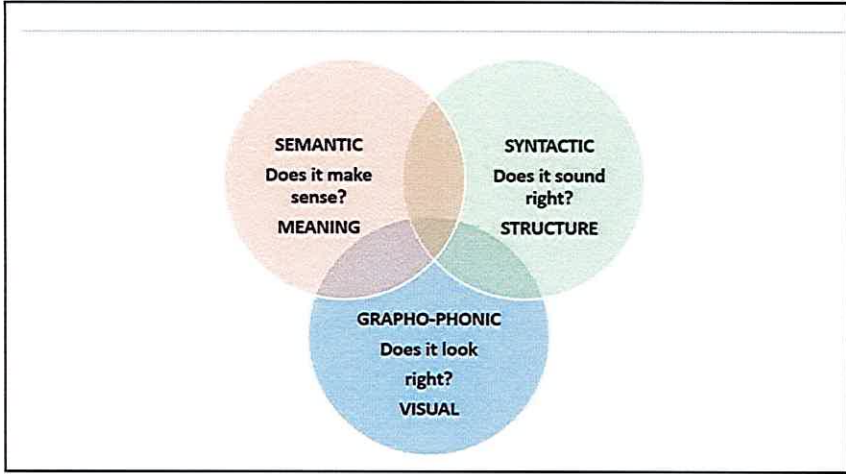 SEMANTIC
Does it make
sense?
MEANING
SYNTACTIC
Does it sound
right?
STRUCTURE
GRAPHO-PHONIC
Does it look
right?
VISUAL